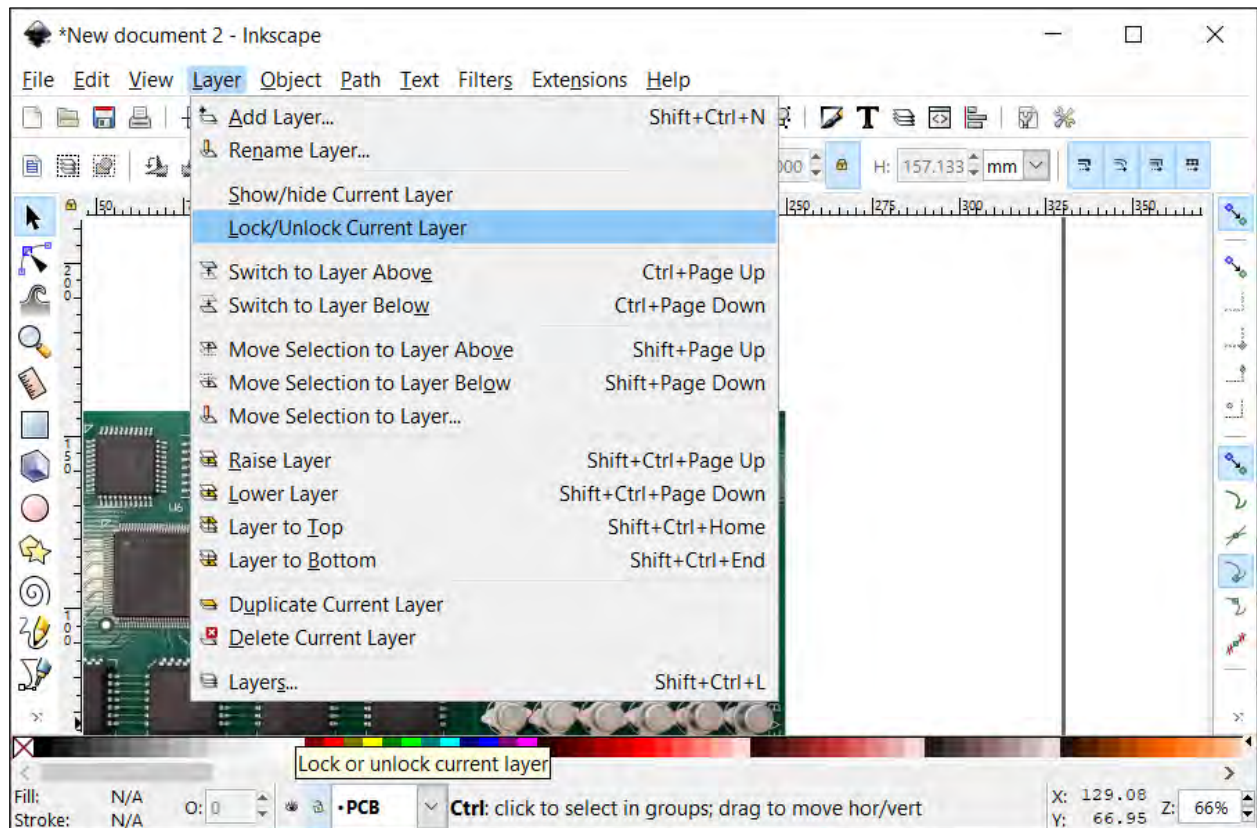 *New document 2 - Inkscape
File Edit View Layer Object Path Text Filters Extensions Help
Add Layer... Shift+Ctrl+N
Rename Layer...
000 H: 157.133 mm
Show/hide Current Layer
Lock/Unlock Current Layer
250 275 300 325 350
Switch to Layer Above Ctrl+Page Up
Switch to Layer Below Ctrl+Page Down
Move Selection to Layer Above Shift+Page Up
Move Selection to Layer Below Shift+Page Down
Move Selection to Layer...
Raise Layer Shift+Ctrl+Page Up
Lower Layer Shift+Ctrl+Page Down
Layer to Top Shift+Ctrl+Home
Layer to Bottom Shift+Ctrl+End
Duplicate Current Layer
Delete Current Layer
Layers... Shift+Ctrl+L
200
150
U6
100
Lock or unlock current layer
Fill: N/A O: 0 •PCB Ctrl: click to select in groups; drag to move hor/vert X: 129.08 Z: 66%
Stroke: N/A Y: 66.95